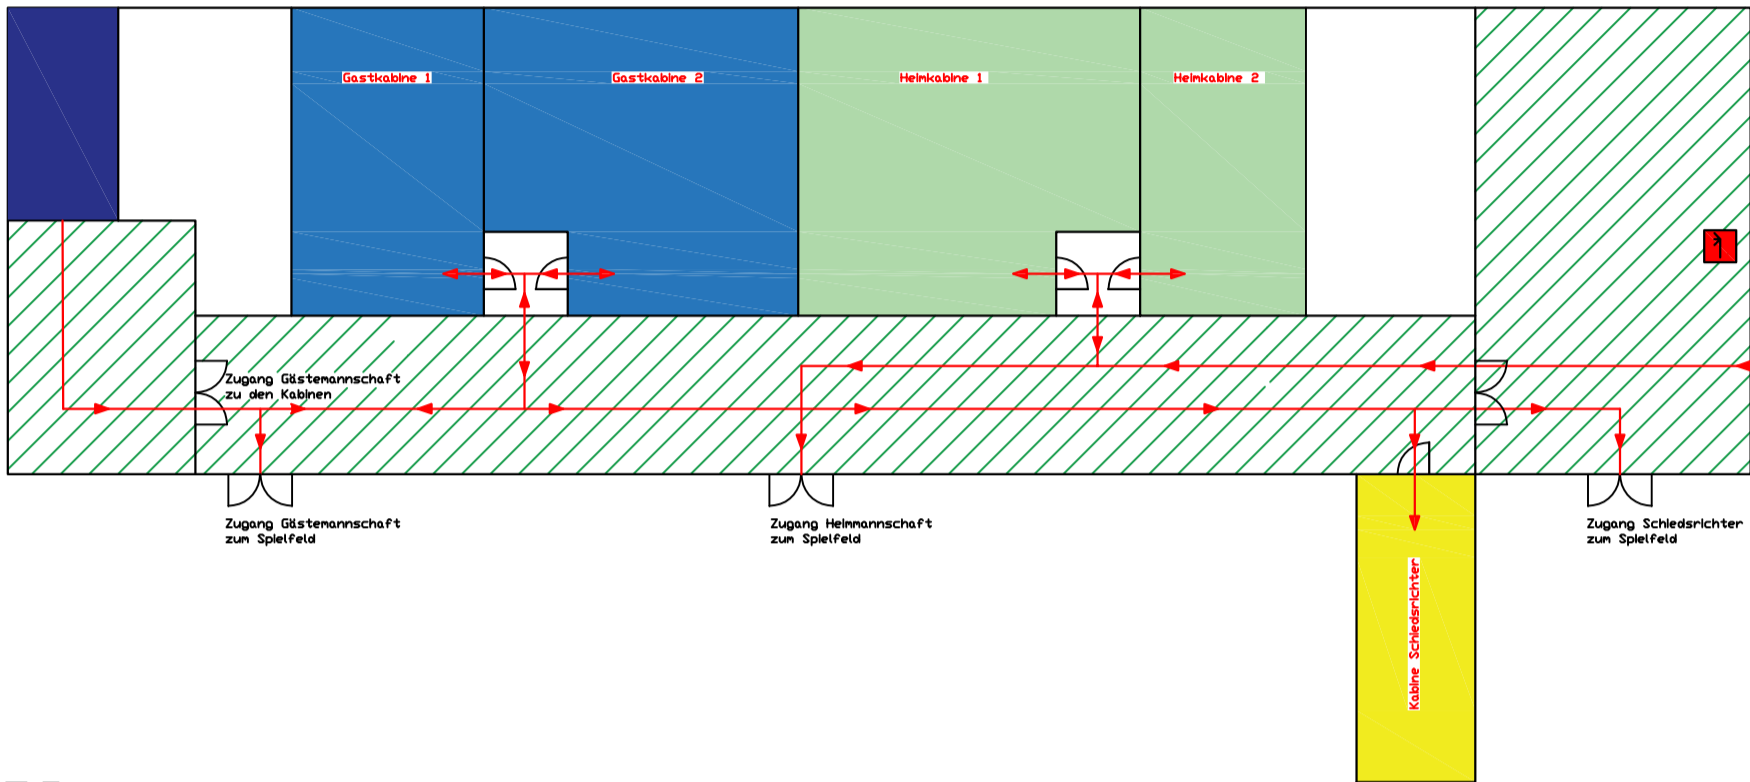 Gastkabine 1
Gastkabine 2
Heimkabine 1
Heimkabine 2
Zugang Gästemannschaft
zu den Kabinen
Zugang Gästemannschaft
zum Spielfeld
Zugang Heimmannschaft
zum Spielfeld
Zugang Schiedsrichter
zum Spielfeld
Kabine Schiedsrichter